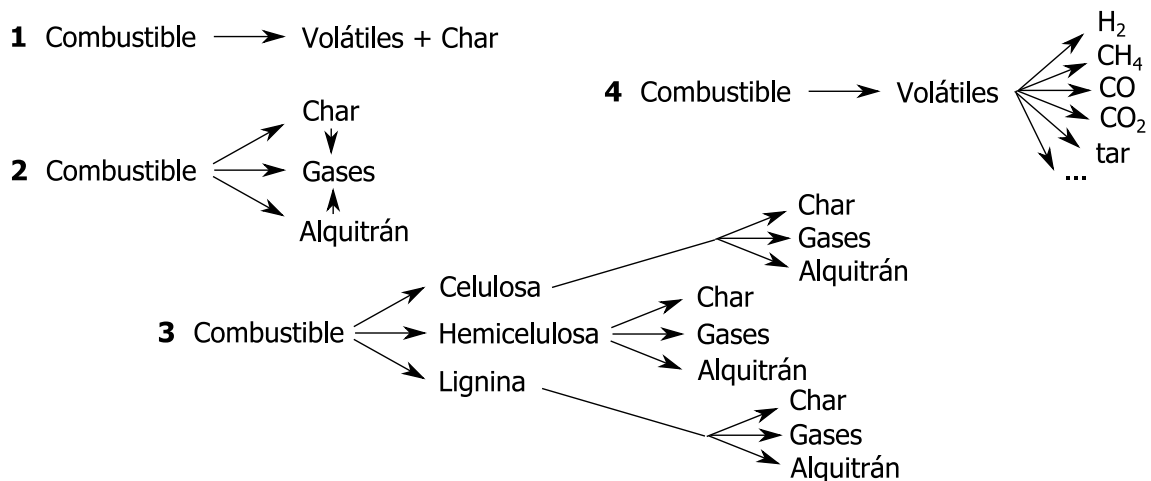 1 Combustible Volátiles + Char
2 Combustible
Char
Gases
Alquitrán
3 Combustible
Celulosa
Char
Gases
Alquitrán
Hemicelulosa
Char
Gases
Alquitrán
Lignina
Char
Gases
Alquitrán
4 Combustible Volátiles
H₂
CH₄
CO
CO₂
tar
...